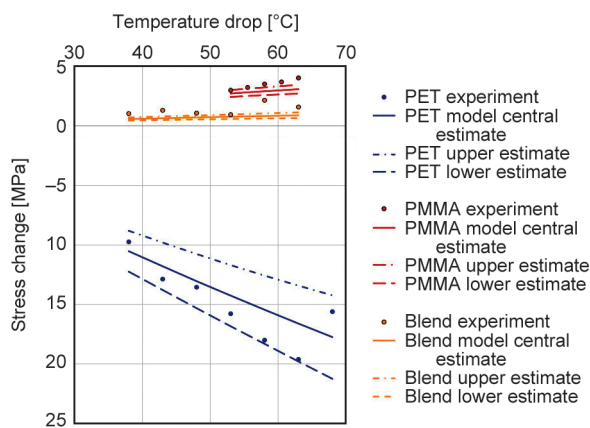 Temperature drop [°C]
30 40 50 60 70
5
0
–5
10
15
20
25
Stress change [MPa]
PET experiment
PET model central
estimate
PET upper estimate
PET lower estimate
PMMA experiment
PMMA model central
estimate
PMMA upper estimate
PMMA lower estimate
Blend experiment
Blend model central
estimate
Blend upper estimate
Blend lower estimate